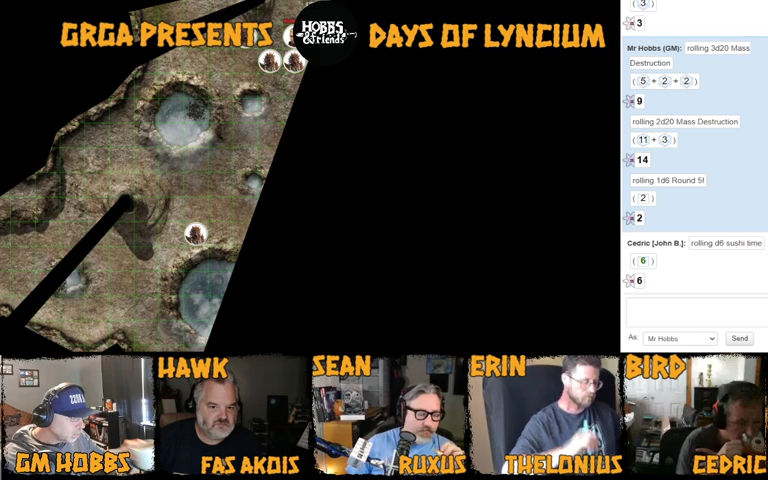 GRGA PRESENTS
HOBBS
& Friends
DAYS OF LYNCIUM
( 3 )
3
Mr Hobbs (GM): rolling 3d20 Mass
Destruction
( 5 + 2 + 2 )
9
rolling 2d20 Mass Destruction
( 11 + 3 )
14
rolling 1d6 Round 5!
( 2 )
2
Cedric [John B.]: rolling d6 sushi time
( 6 )
6
As: Mr Hobbs Send
HAWK
SEAN
ERIN
BIRD
GM HOBBS
FAS AKOIS
RUXUS
THELONIUS
CEDRIC